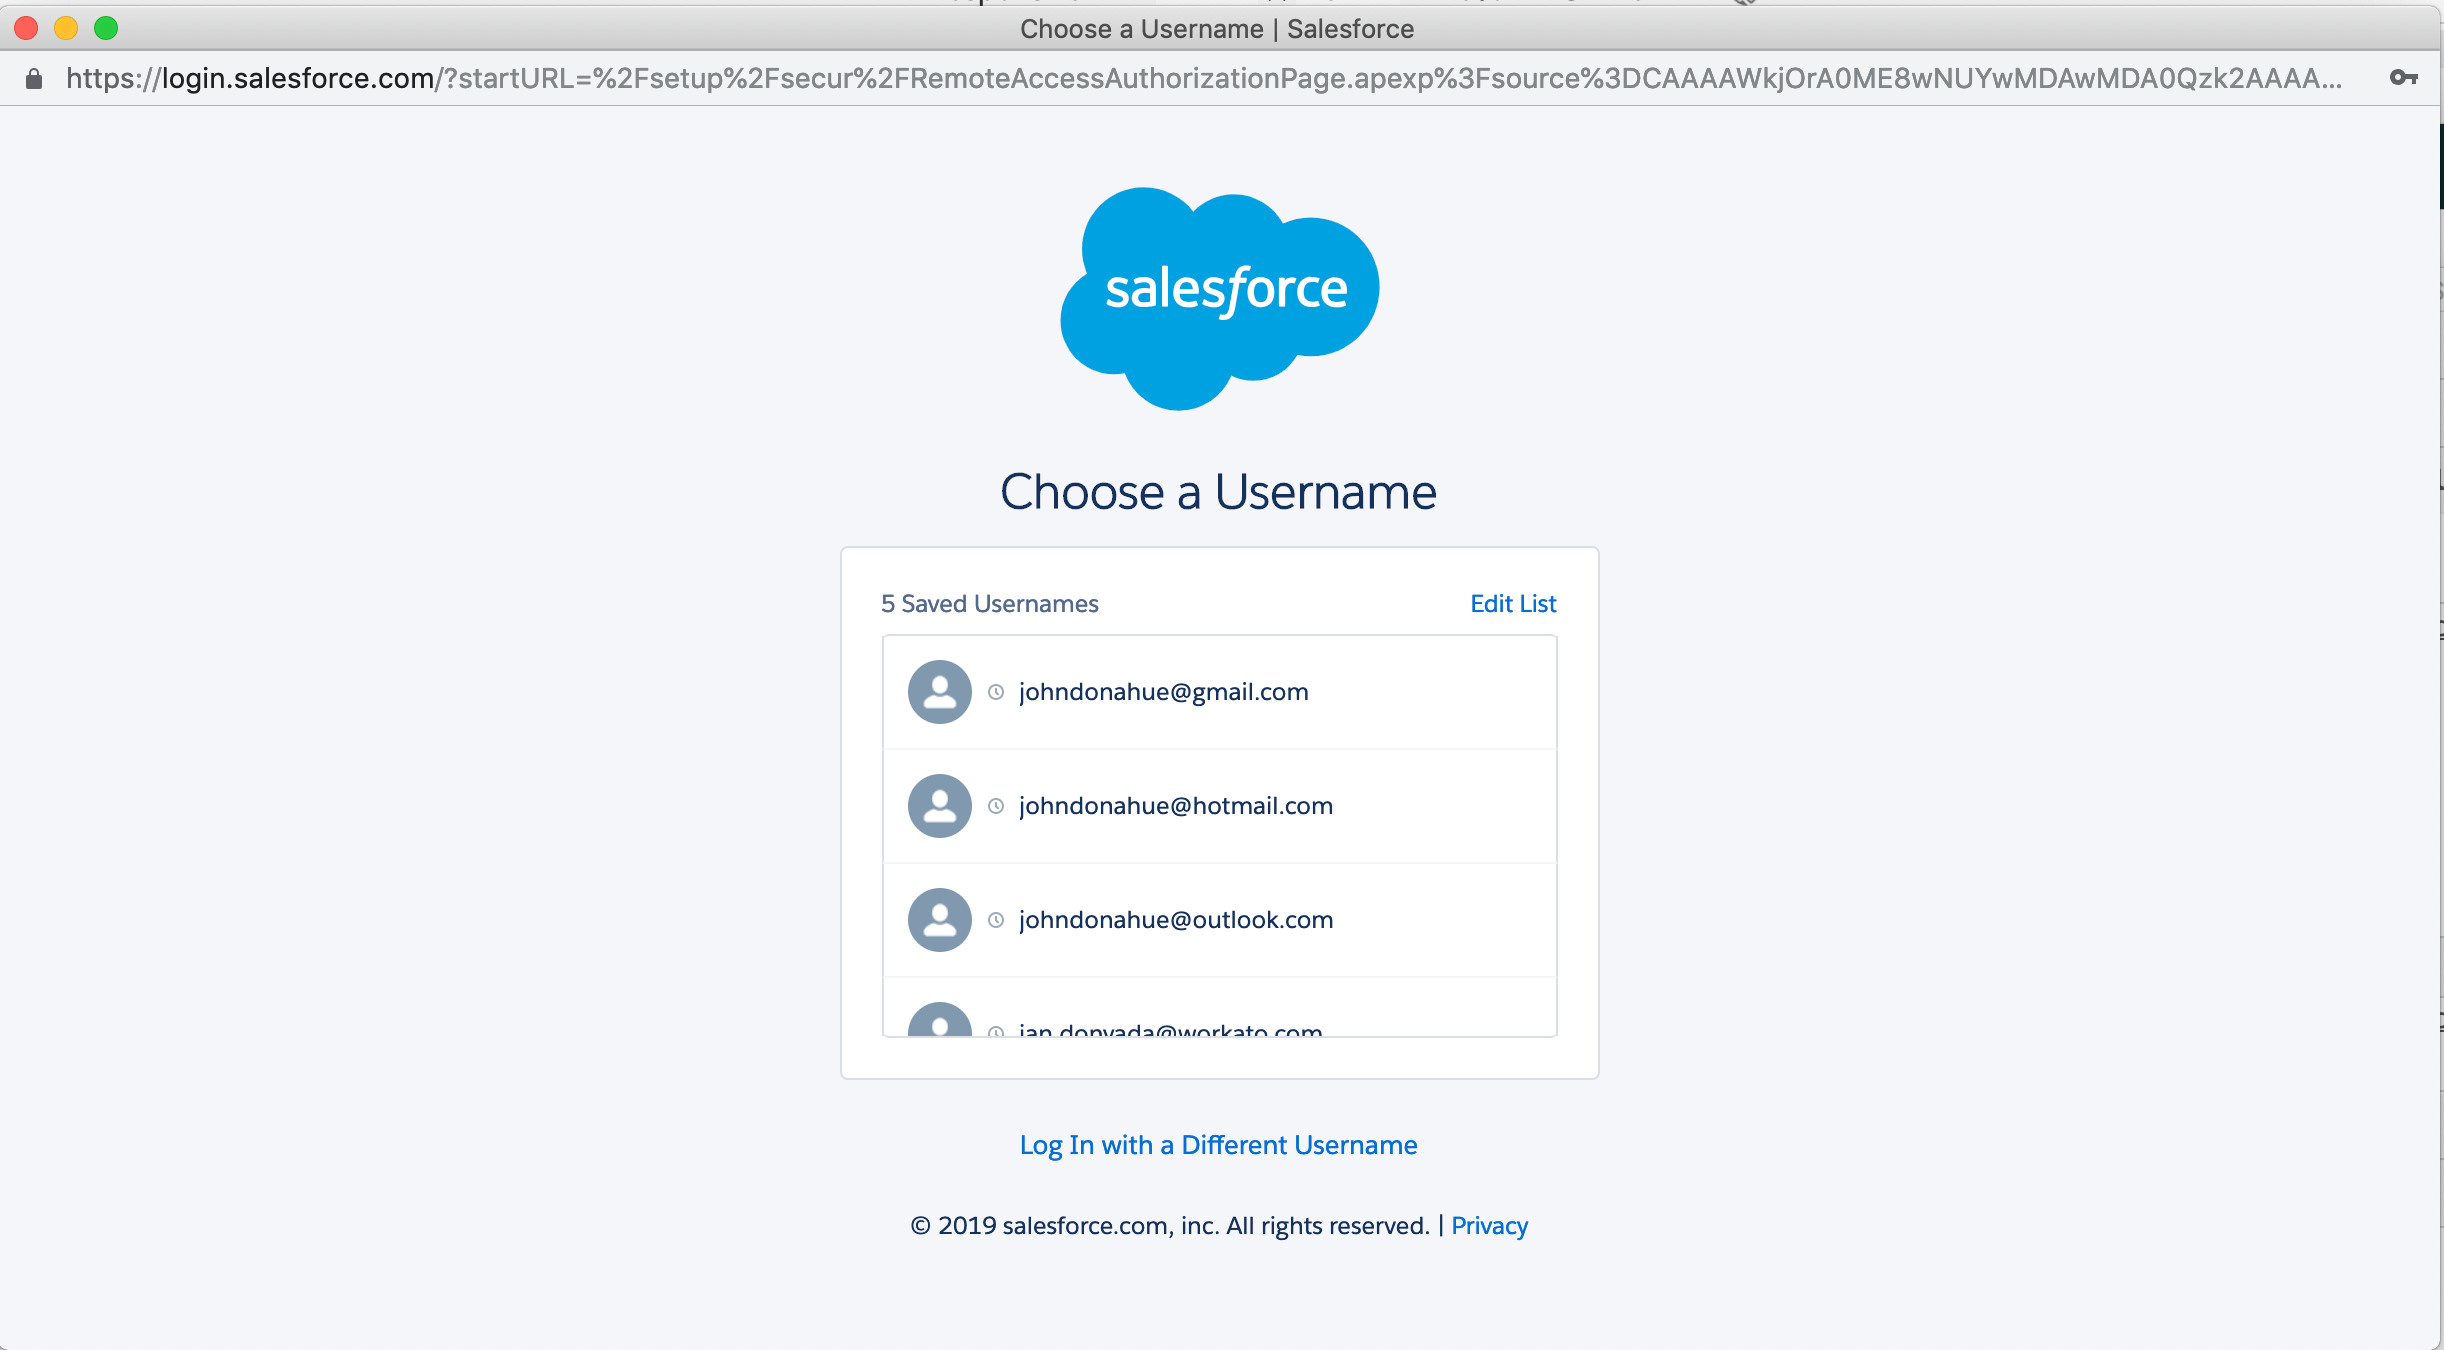 Choose a Username | Salesforce
https://login.salesforce.com/?startURL=%2Fsetup%2Fsecur%2FRemoteAccessAuthorizationPage.apexp%3Fsource%3DCAAAAWkjOrA0ME8wNUYwMDAwMDA0Qzk2AAAA...
salesforce
Choose a Username
5 Saved Usernames
Edit List
johndonahue@gmail.com
johndonahue@hotmail.com
johndonahue@outlook.com
ian.donyada@workato.com
Log In with a Different Username
© 2019 salesforce.com, inc. All rights reserved. | Privacy